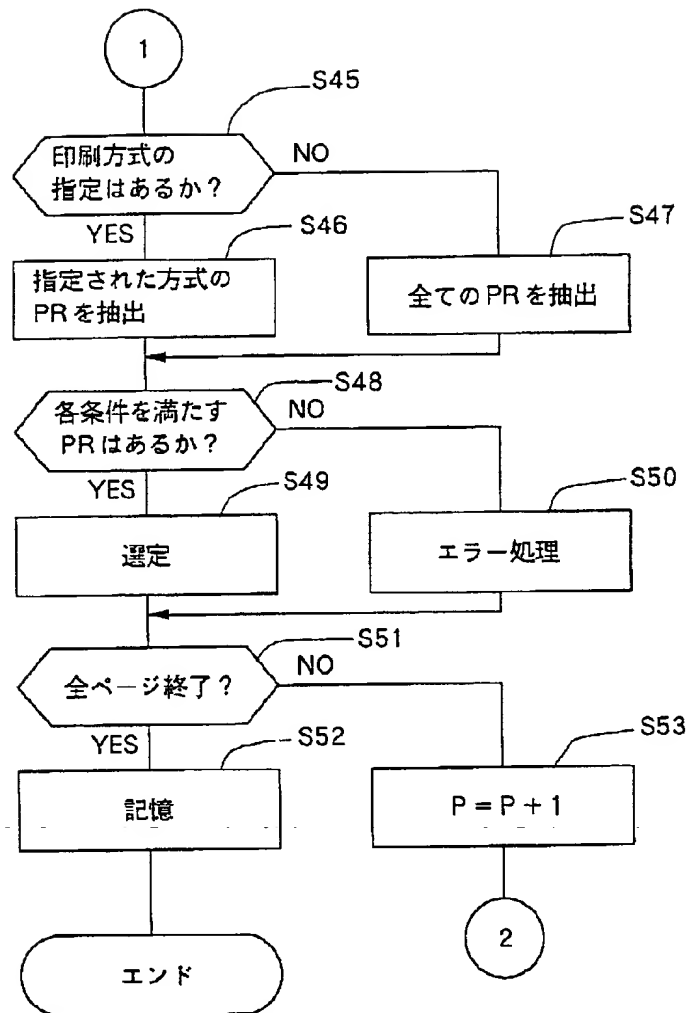 1
S45
印刷方式の
指定はあるか？
NO
YES
S46
S47
指定された方式の
PRを抽出
全てのPRを抽出
S48
各条件を満たす
PRはあるか？
NO
YES
S49
S50
選定
エラー処理
S51
全ページ終了？
NO
YES
S52
S53
記憶
P＝P＋1
2
エンド